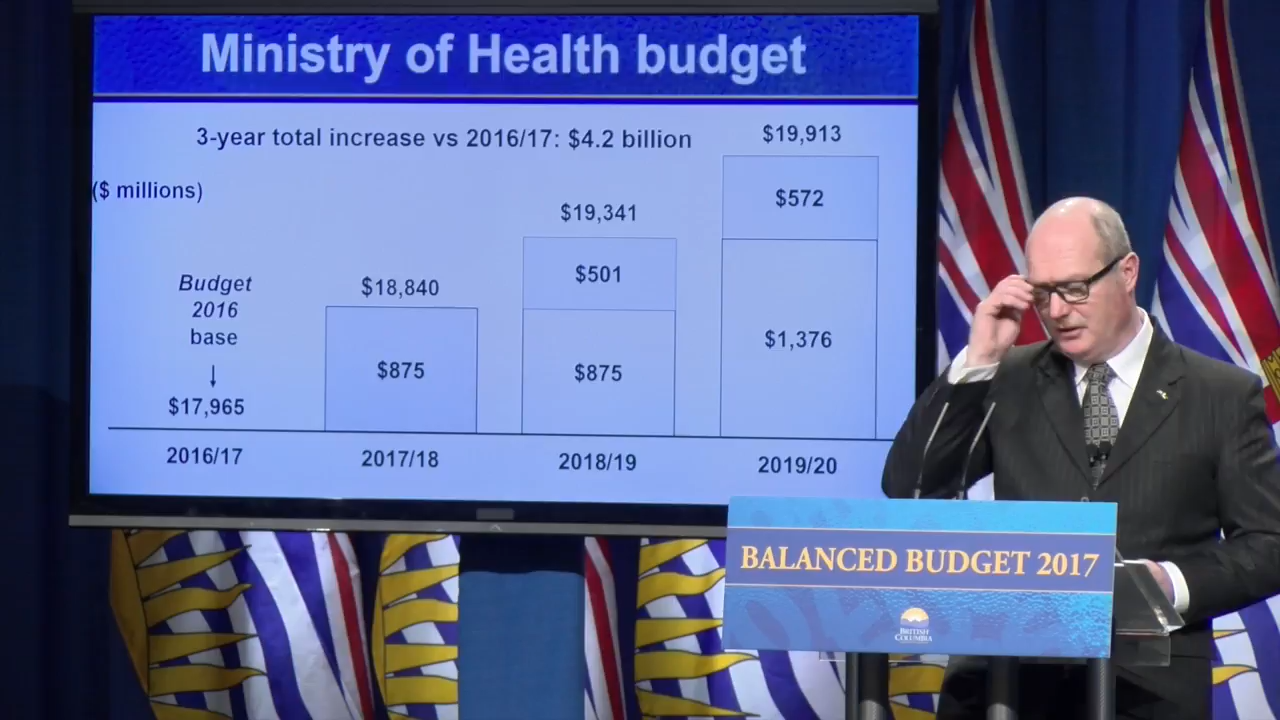 Ministry of Health budget
3-year total increase vs 2016/17: $4.2 billion
($ millions)
Budget
2016
base
↓
$17,965
$18,840
$875
$19,341
$501
$875
$19,913
$572
$1,376
2016/17
2017/18
2018/19
2019/20
BALANCED BUDGET 2017
BRITISH
COLUMBIA